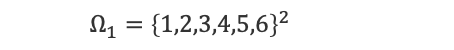 Ω₁ = {1,2,3,4,5,6}²